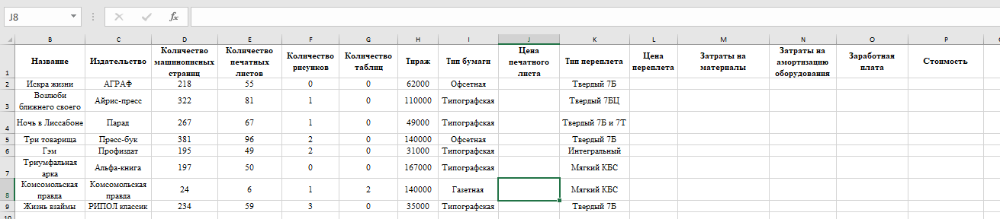 J8 fx
B C D E F G H I J K L M N O P
1 Название Издательство Количество машинописных страниц Количество печатных листов Количество рисунков Количество таблиц Тираж Тип бумаги Цена печатного листа Тип переплета Цена переплета Затраты на материалы Затраты на амортизацию оборудования Заработная плата Стоимость
2 Искра жизни АГРАФ 218 55 0 0 62000 Офсетная Твердый 7Б
3 Возлюби ближнего своего Айрис-пресс 322 81 1 0 110000 Типографская Твердый 7БЦ
4 Ночь в Лиссабоне Парад 267 67 1 0 49000 Типографская Твердый 7Б и 7Т
5 Три товарища Пресс-бук 381 96 2 0 140000 Офсетная Твердый 7Б
6 Гэм Профиздат 195 49 2 0 31000 Типографская Интегральный
7 Триумфальная арка Альфа-книга 197 50 0 0 167000 Типографская Мягкий КБС
8 Комсомольская правда Комсомольская правда 24 6 1 2 140000 Газетная Мягкий КБС
9 Жизнь взаймы РИПОЛ классик 234 59 3 0 35000 Типографская Твердый 7Б
10